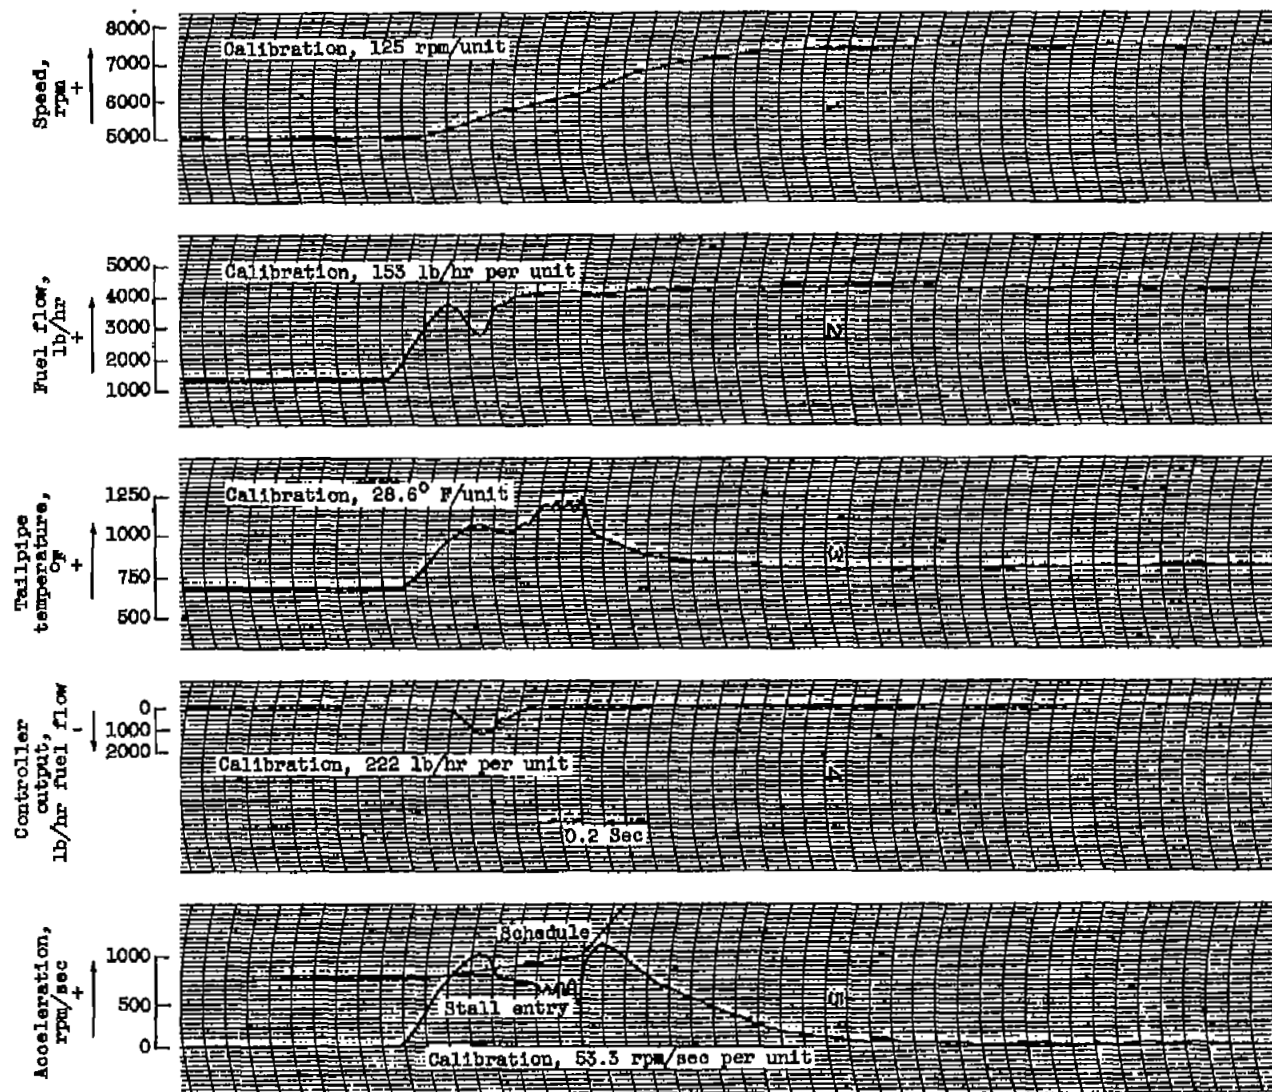 Speed,
rpm
+
8000
7000
6000
5000
Calibration, 125 rpm/unit
1
Fuel flow,
lb/hr
+
5000
4000
3000
2000
1000
Calibration, 153 lb/hr per unit
2
Tailpipe
temperature,
°F
+
1250
1000
750
500
Calibration, 28.6° F/unit
3
Controller
output,
lb/hr fuel flow
-
0
1000
2000
Calibration, 222 lb/hr per unit
4
0.2 Sec
Acceleration,
rpm/sec
+
1000
500
0
Schedule
Stall entry
5
Calibration, 53.3 rpm/sec per unit